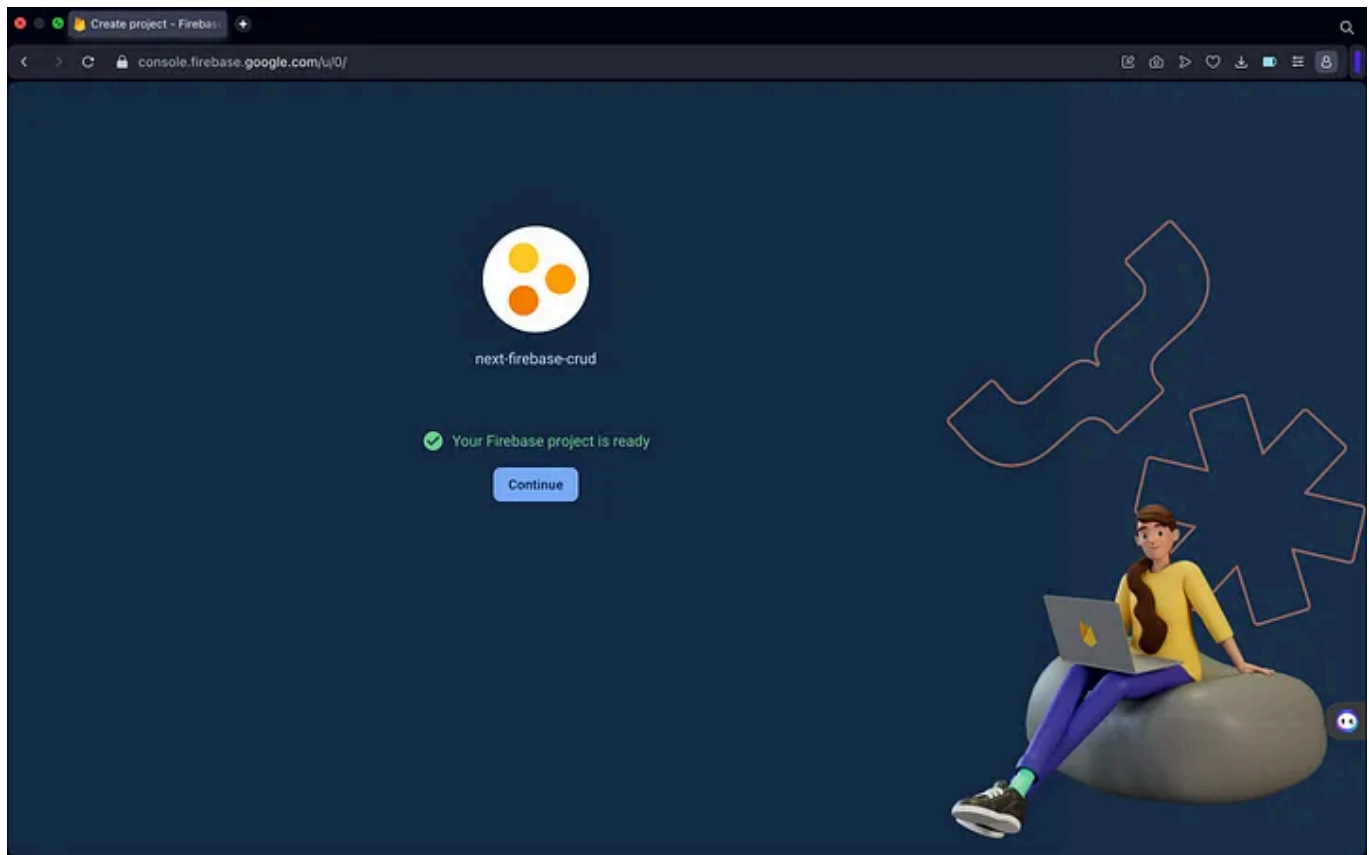 Create project - Firebas
console.firebase.google.com/u/0/
next-firebase-crud
Your Firebase project is ready
Continue